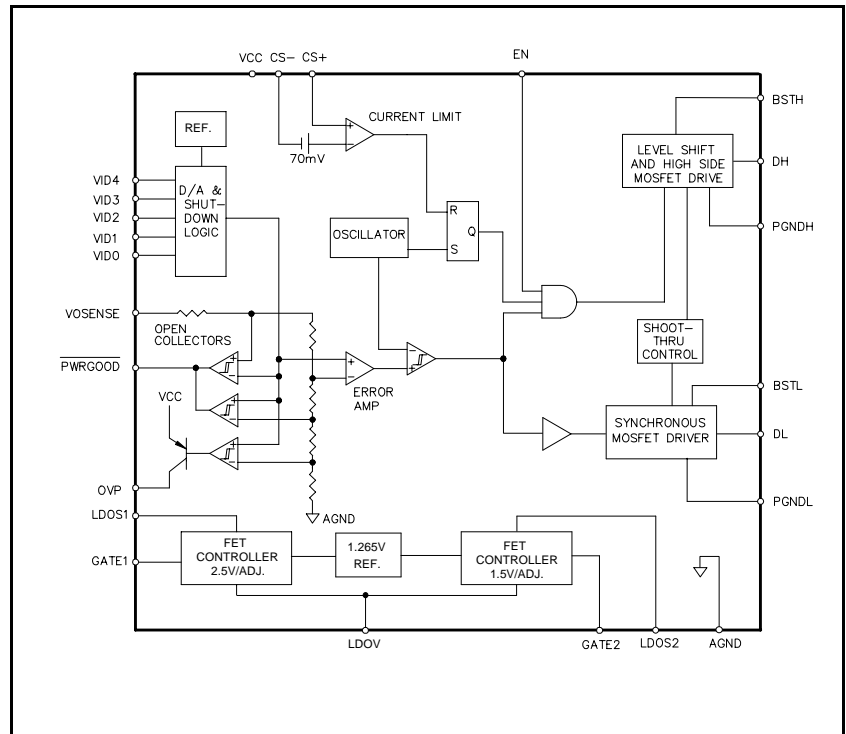 VCC CS- CS+
EN
BSTH
CURRENT LIMIT
REF.
+
-
70mV
LEVEL SHIFT
AND HIGH SIDE
MOSFET DRIVE
DH
VID4
VID3
VID2
VID1
VID0
D/A &
SHUT-
DOWN
LOGIC
R
Q
S
OSCILLATOR
PGNDH
VOSENSE
OPEN
COLLECTORS
SHOOT-
THRU
CONTROL
PWRGOOD
+
-
+
-
-
+
ERROR
AMP
BSTL
VCC
+
-
SYNCHRONOUS
MOSFET DRIVER
DL
+
-
OVP
PGNDL
LDOS1
AGND
GATE1
FET
CONTROLLER
2.5V/ADJ.
1.265V
REF.
FET
CONTROLLER
1.5V/ADJ.
LDOV
GATE2
LDOS2
AGND